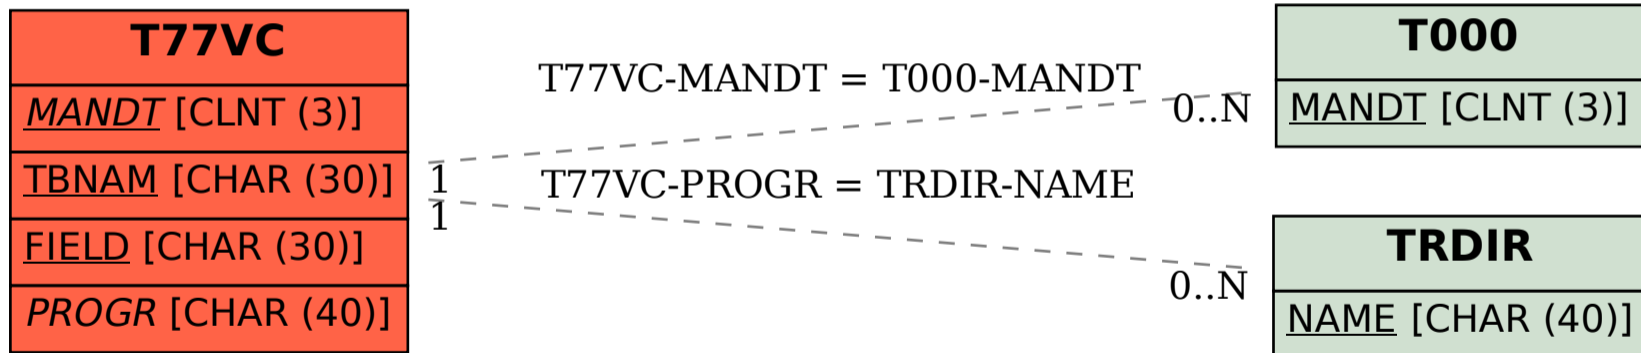 T77VC
MANDT [CLNT (3)]
TBNAM [CHAR (30)]
FIELD [CHAR (30)]
PROGR [CHAR (40)]
T77VC-MANDT = T000-MANDT
0..N
1
T77VC-PROGR = TRDIR-NAME
1
0..N
T000
MANDT [CLNT (3)]
TRDIR
NAME [CHAR (40)]